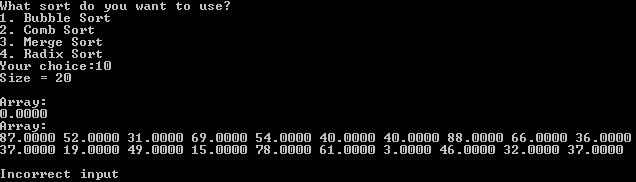 What sort do you want to use?
1. Bubble Sort
2. Comb Sort
3. Merge Sort
4. Radix Sort
Your choice:10
Size = 20
Array:
0.0000
Array:
87.0000 52.0000 31.0000 69.0000 54.0000 40.0000 40.0000 88.0000 66.0000 36.0000
37.0000 19.0000 49.0000 15.0000 78.0000 61.0000 3.0000 46.0000 32.0000 37.0000
Incorrect input